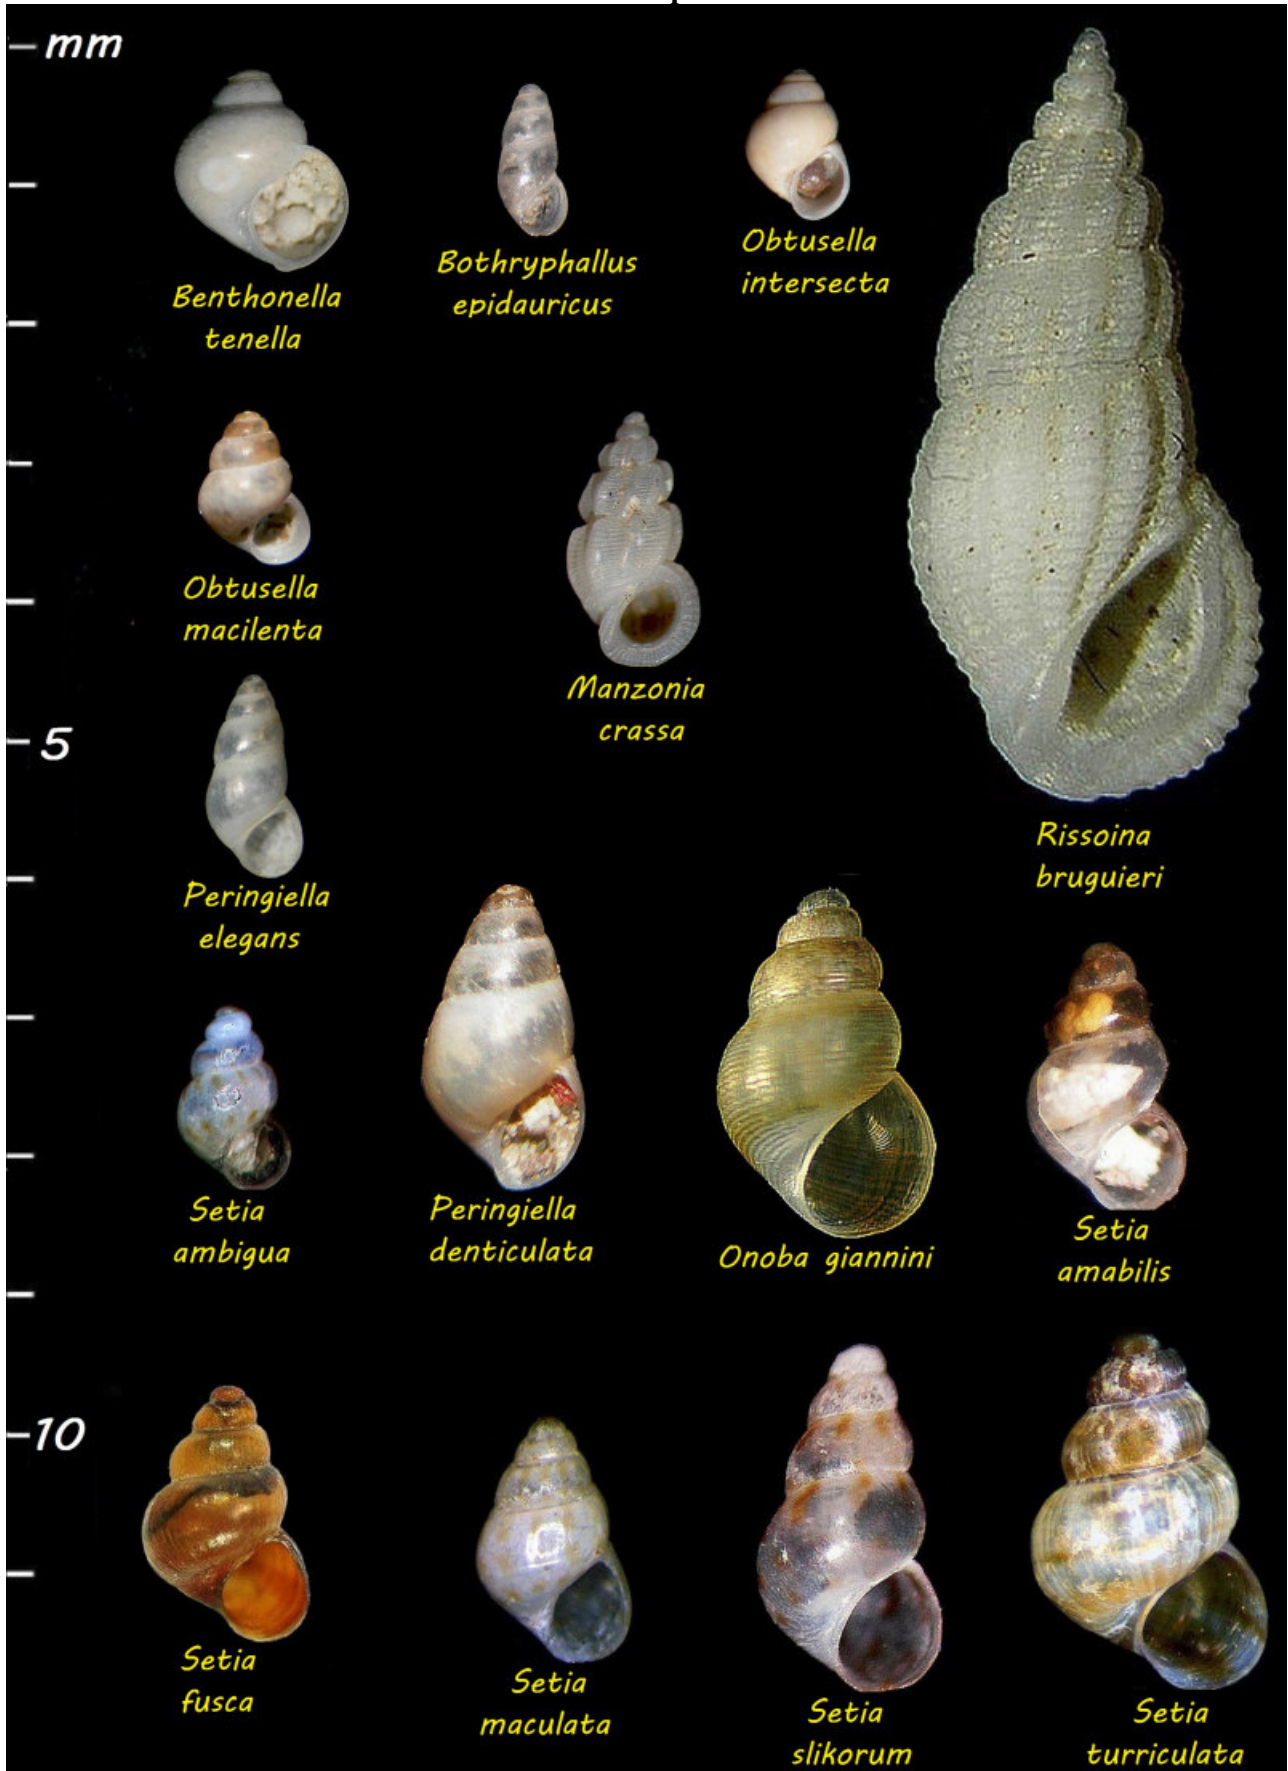 mm
Benthonella
tenella
Bothryphallus
epidauricus
Obtusella
intersecta
Obtusella
macilenta
Manzonia
crassa
5
Rissoina
bruguieri
Peringiella
elegans
Setia
ambigua
Peringiella
denticulata
Onoba giannini
Setia
amabilis
10
Setia
fusca
Setia
maculata
Setia
slikorum
Setia
turriculata